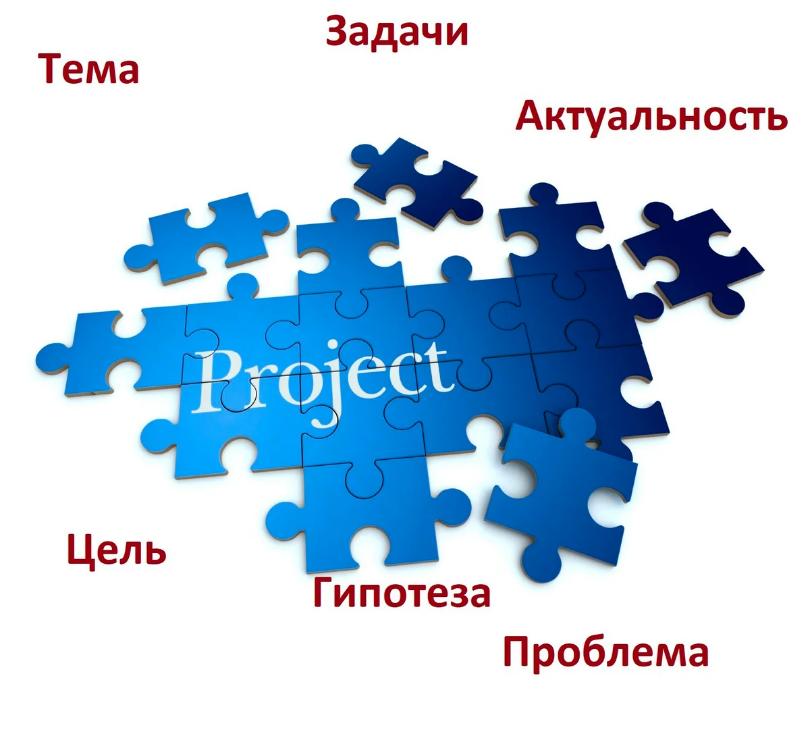 Задачи
Тема
Актуальность
Project
Цель
Гипотеза
Проблема